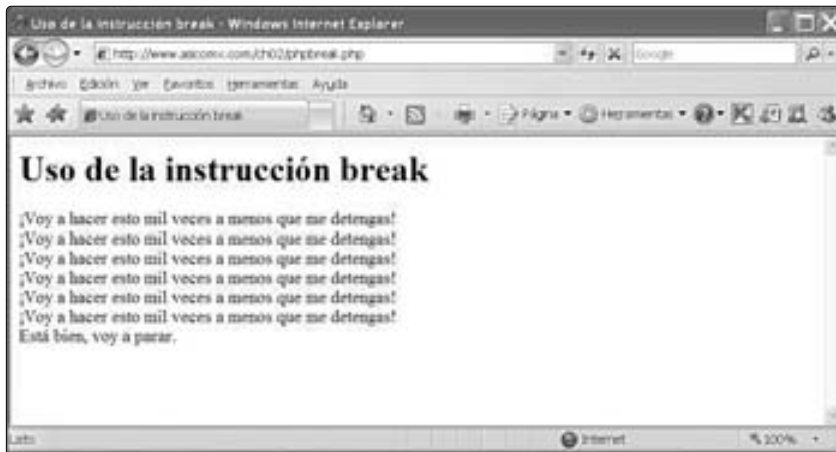 Uso de la instrucción break - Windows Internet Explorer
http://www.ascomx.com/ch02/phpbreak.php Google
Archivo Edición Ver Favoritos Herramientas Ayuda
Uso de la instrucción break Página Herramientas
Uso de la instrucción break
¡Voy a hacer esto mil veces a menos que me detengas!
¡Voy a hacer esto mil veces a menos que me detengas!
¡Voy a hacer esto mil veces a menos que me detengas!
¡Voy a hacer esto mil veces a menos que me detengas!
¡Voy a hacer esto mil veces a menos que me detengas!
¡Voy a hacer esto mil veces a menos que me detengas!
Está bien, voy a parar.
Listo Internet 100%